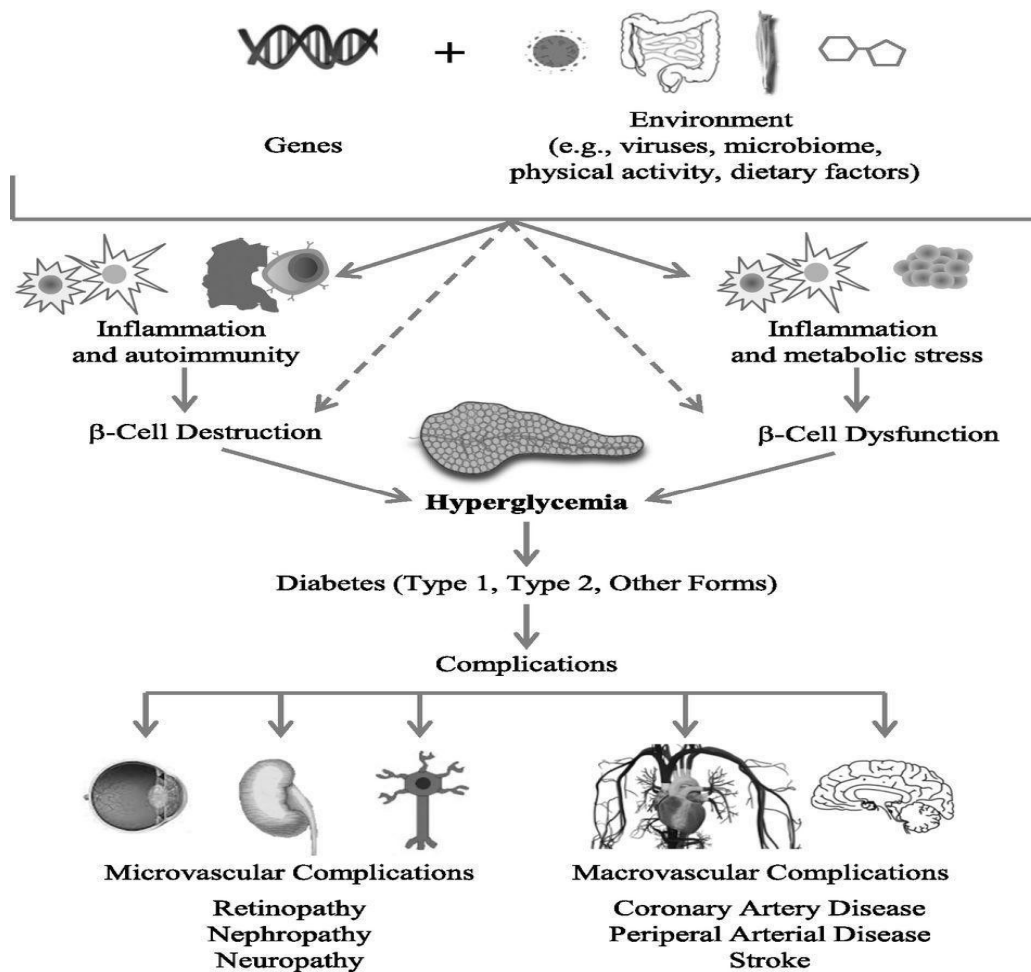 +
Genes
Environment
(e.g., viruses, microbiome,
physical activity, dietary factors)
Inflammation
and autoimmunity
Inflammation
and metabolic stress
β-Cell Destruction
β-Cell Dysfunction
Hyperglycemia
Diabetes (Type 1, Type 2, Other Forms)
Complications
Microvascular Complications
Retinopathy
Nephropathy
Neuropathy
Macrovascular Complications
Coronary Artery Disease
Periperal Arterial Disease
Stroke